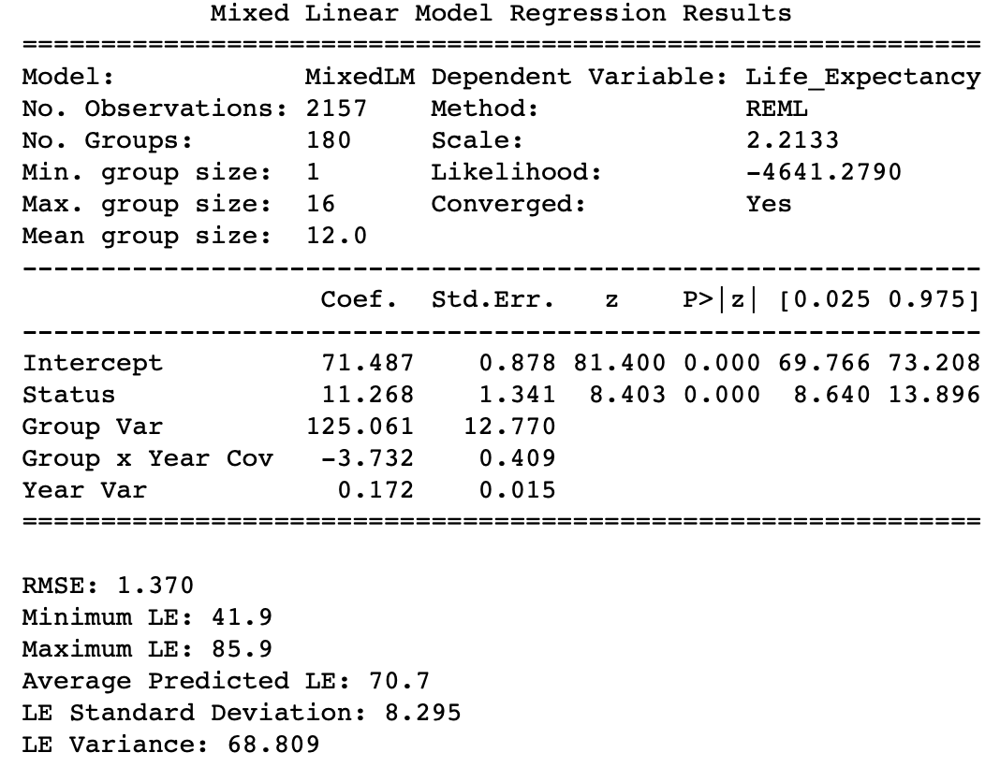 Mixed Linear Model Regression Results
================================================================
Model: MixedLM Dependent Variable: Life_Expectancy
No. Observations: 2157 Method: REML
No. Groups: 180 Scale: 2.2133
Min. group size: 1 Likelihood: -4641.2790
Max. group size: 16 Converged: Yes
Mean group size: 12.0
----------------------------------------------------------------
Coef. Std.Err. z P>|z| [0.025 0.975]
----------------------------------------------------------------
Intercept 71.487 0.878 81.400 0.000 69.766 73.208
Status 11.268 1.341 8.403 0.000 8.640 13.896
Group Var 125.061 12.770
Group x Year Cov -3.732 0.409
Year Var 0.172 0.015
================================================================
RMSE: 1.370
Minimum LE: 41.9
Maximum LE: 85.9
Average Predicted LE: 70.7
LE Standard Deviation: 8.295
LE Variance: 68.809